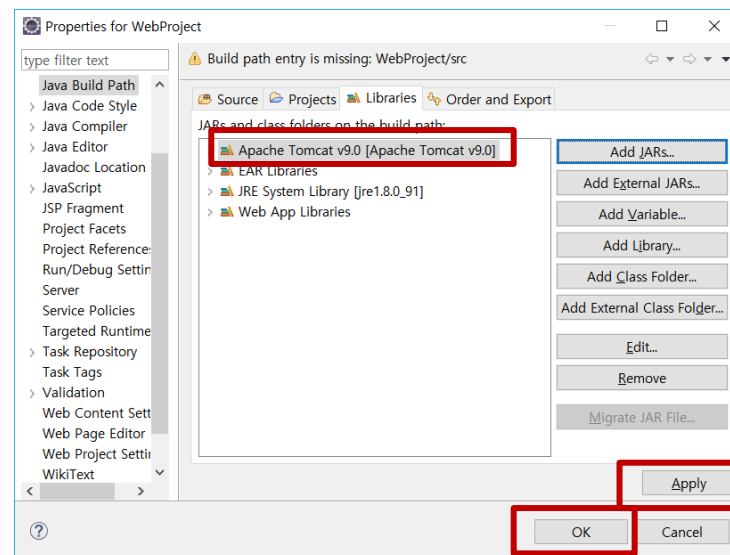 Properties for WebProject
type filter text
Build path entry is missing: WebProject/src
Java Build Path
Java Code Style
Java Compiler
Java Editor
Javadoc Location
JavaScript
JSP Fragment
Project Facets
Project Reference
Run/Debug Settin
Server
Service Policies
Targeted Runtime
Task Repository
Task Tags
Validation
Web Content Sett
Web Page Editor
Web Project Settin
WikiText
Source Projects Libraries Order and Export
JARs and class folders on the build path:
Apache Tomcat v9.0 [Apache Tomcat v9.0]
EAR Libraries
JRE System Library [jre1.8.0_91]
Web App Libraries
Add JARs...
Add External JARs...
Add Variable...
Add Library...
Add Class Folder...
Add External Class Folder...
Edit...
Remove
Migrate JAR File...
Apply
OK Cancel